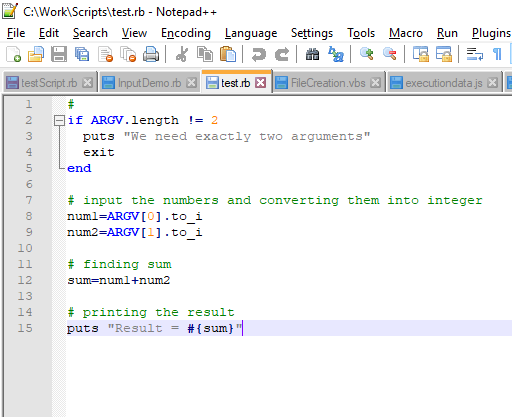 C:\Work\Scripts\test.rb - Notepad++
File Edit Search View Encoding Language Settings Tools Macro Run Plugins
testScript.rb InputDemo.rb test.rb FileCreation.vbs executiondata.js
1 #
2 if ARGV.length != 2
3 puts "We need exactly two arguments"
4 exit
5 end
6
7 # input the numbers and converting them into integer
8 num1=ARGV[0].to_i
9 num2=ARGV[1].to_i
10
11 # finding sum
12 sum=num1+num2
13
14 # printing the result
15 puts "Result = #{sum}"